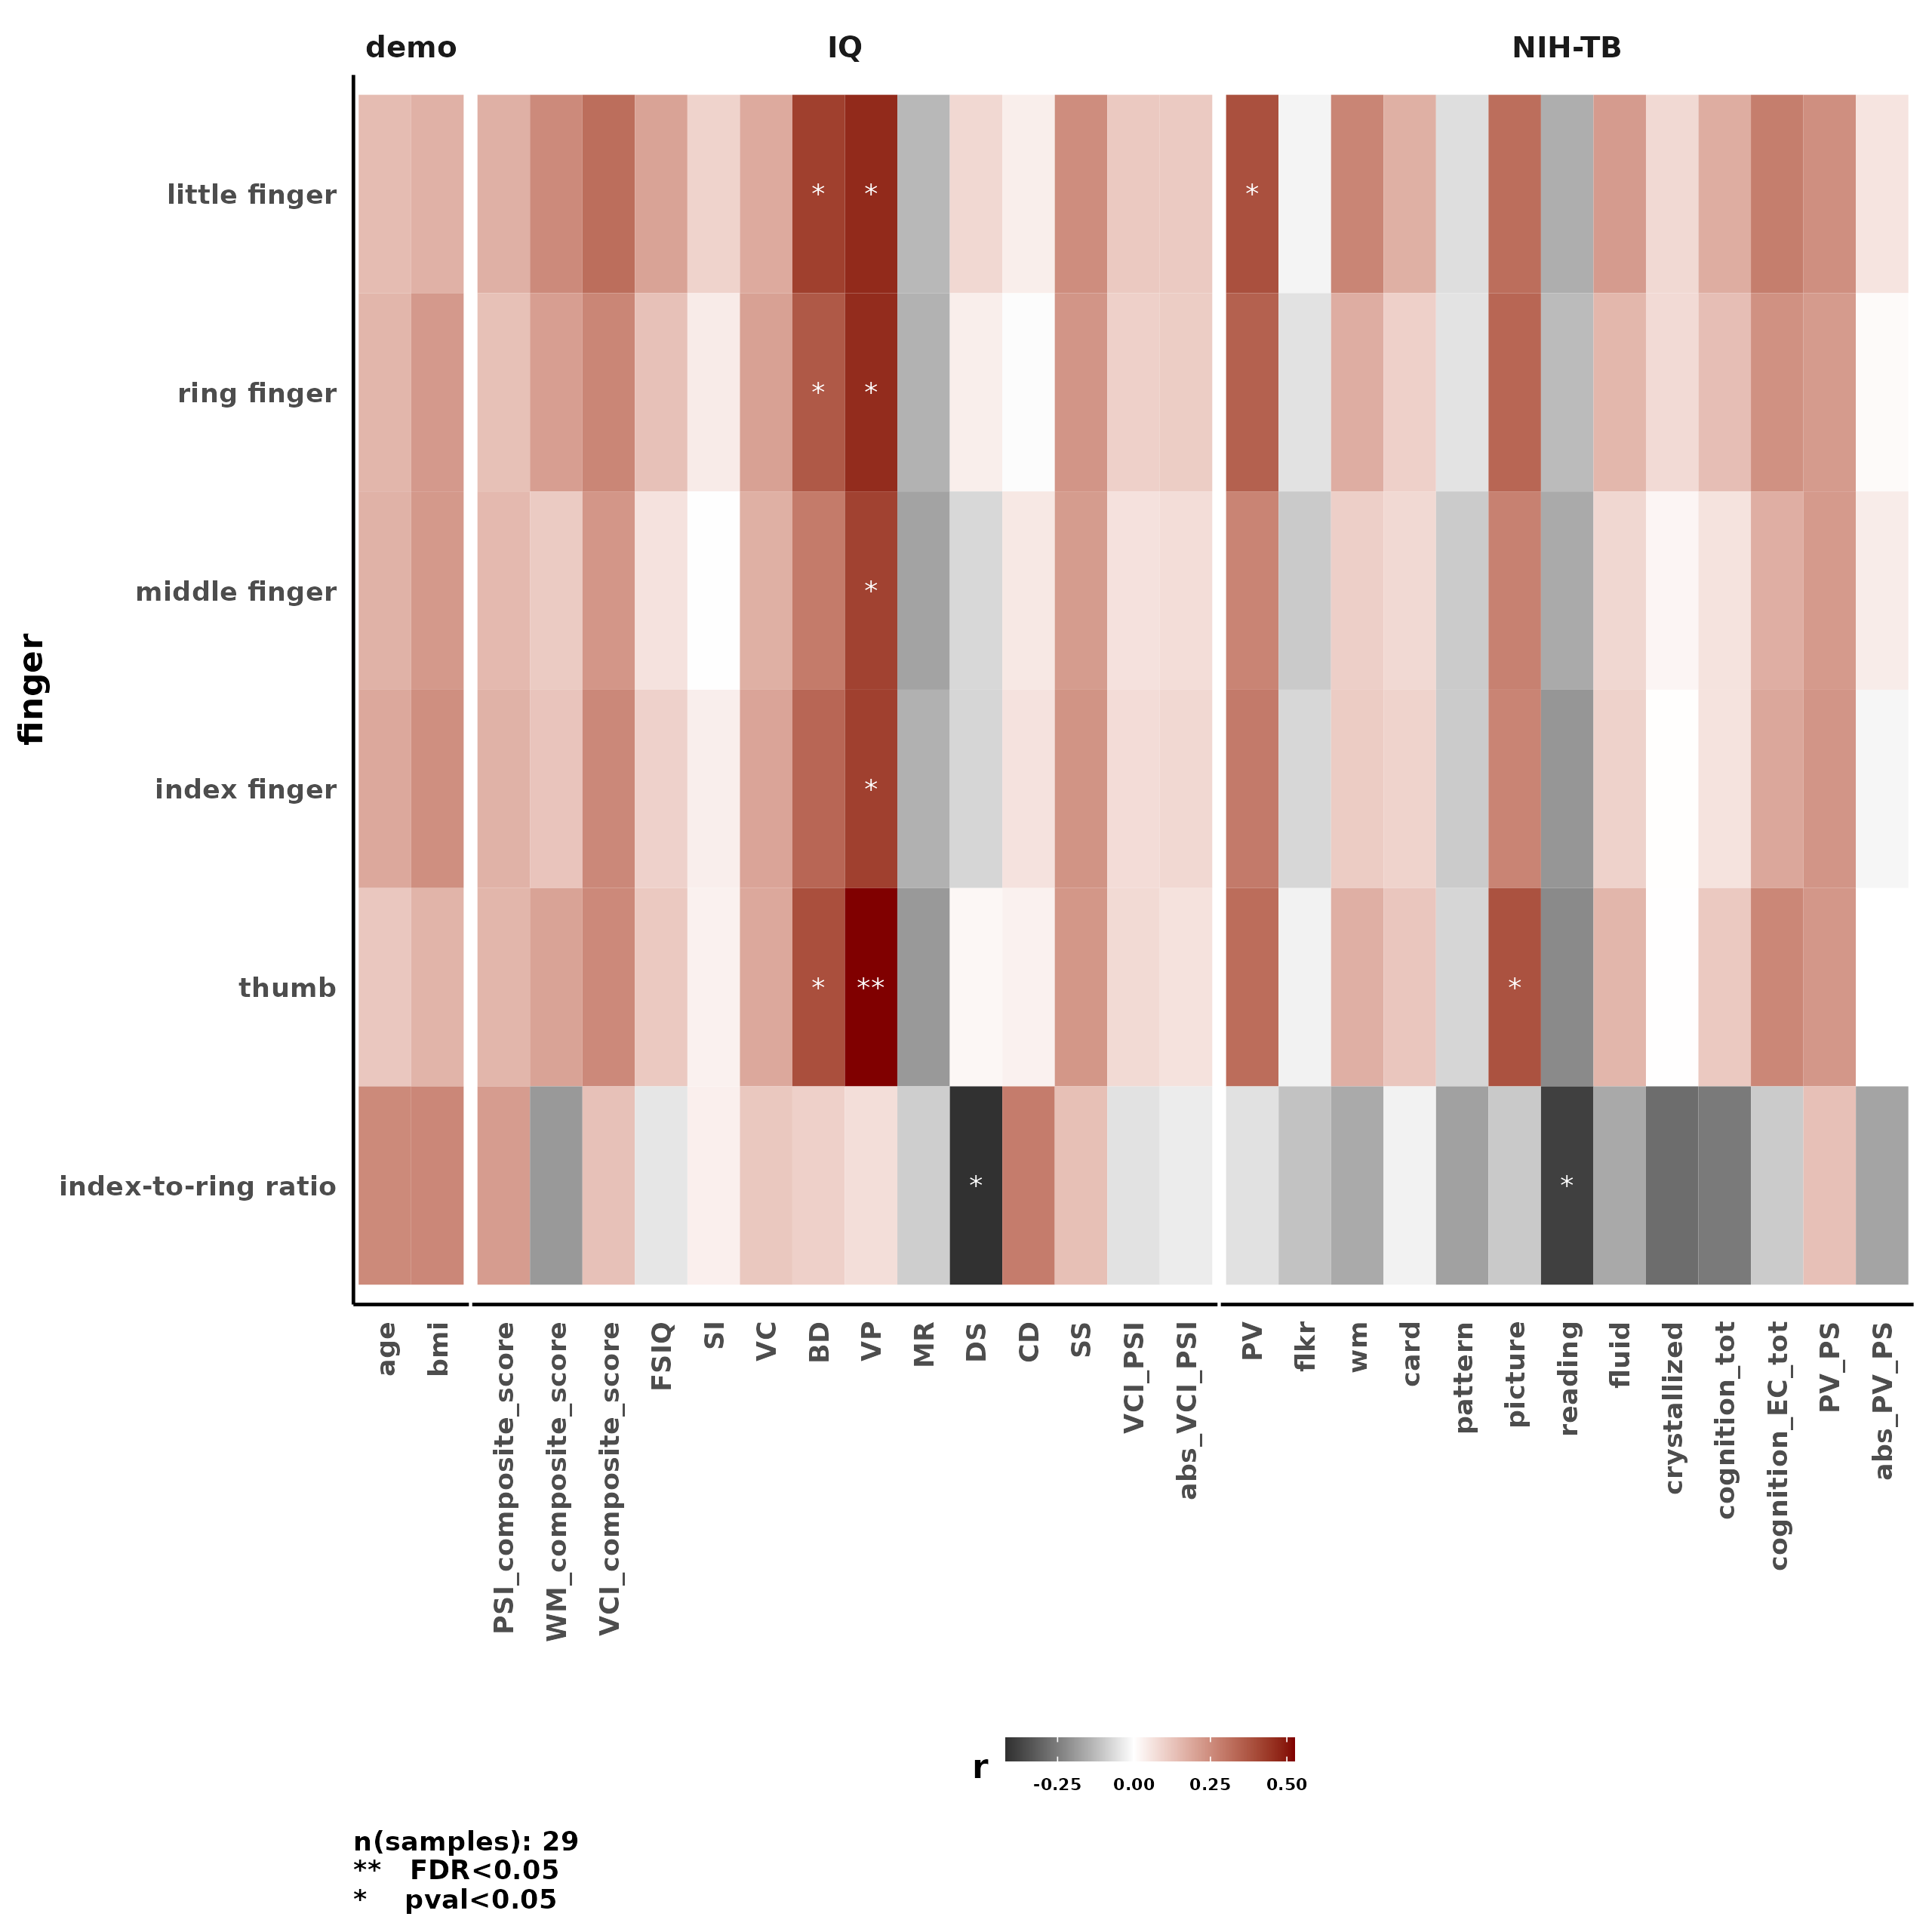 demo IQ NIH-TB
finger
little finger * * *
ring finger * *
middle finger *
index finger *
thumb * ** *
index-to-ring ratio * *
age bmi PSI_composite_score WM_composite_score VCI_composite_score FSIQ SI VC BD VP MR DS CD SS VCI_PSI abs_VCI_PSI PV flkr wm card pattern picture reading fluid crystallized cognition_tot cognition_EC_tot PV_PS abs_PV_PS
r
-0.25 0.00 0.25 0.50
n(samples): 29
** FDR<0.05
* pval<0.05